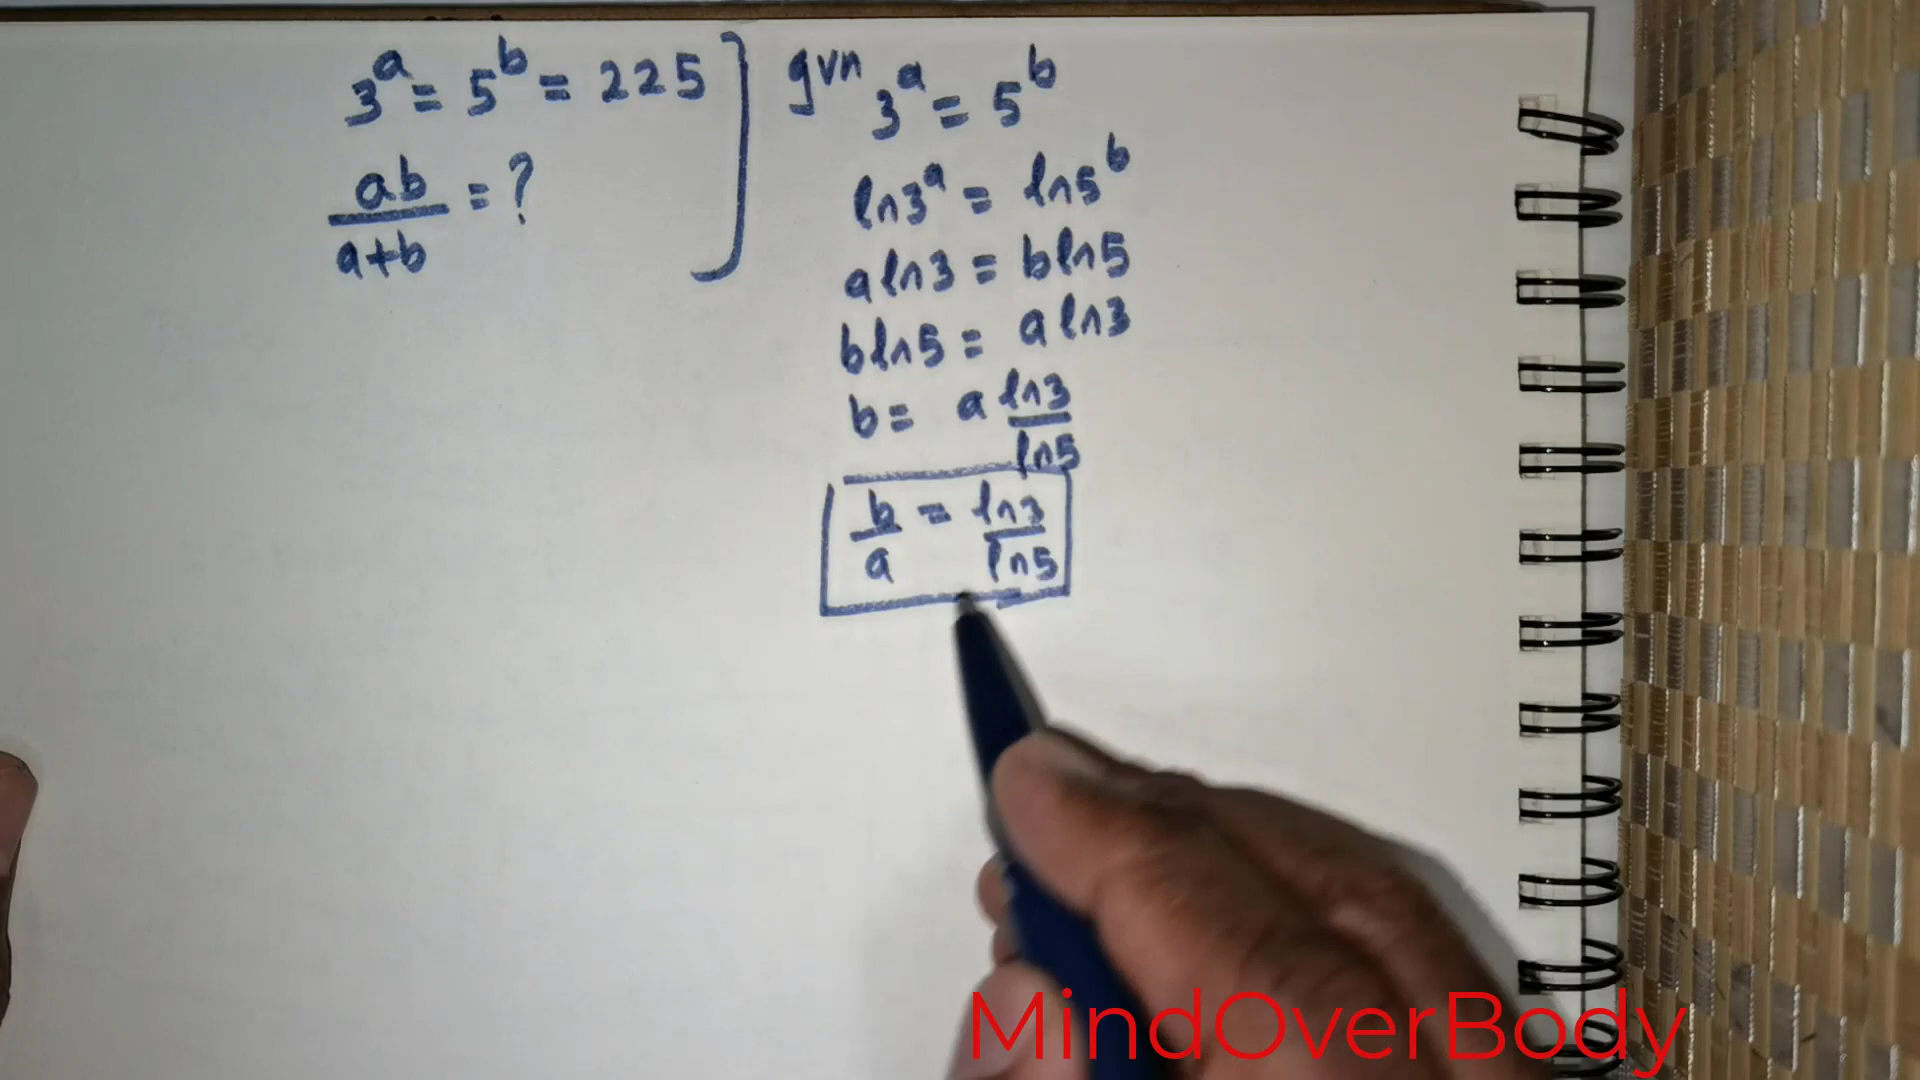 3^a = 5^b = 225
ab/a+b = ?
gvn 3^a = 5^b
ln3^a = ln5^b
aln3 = bln5
bln5 = aln3
b = a ln3/ln5
b/a = ln3/ln5
MindOverBody